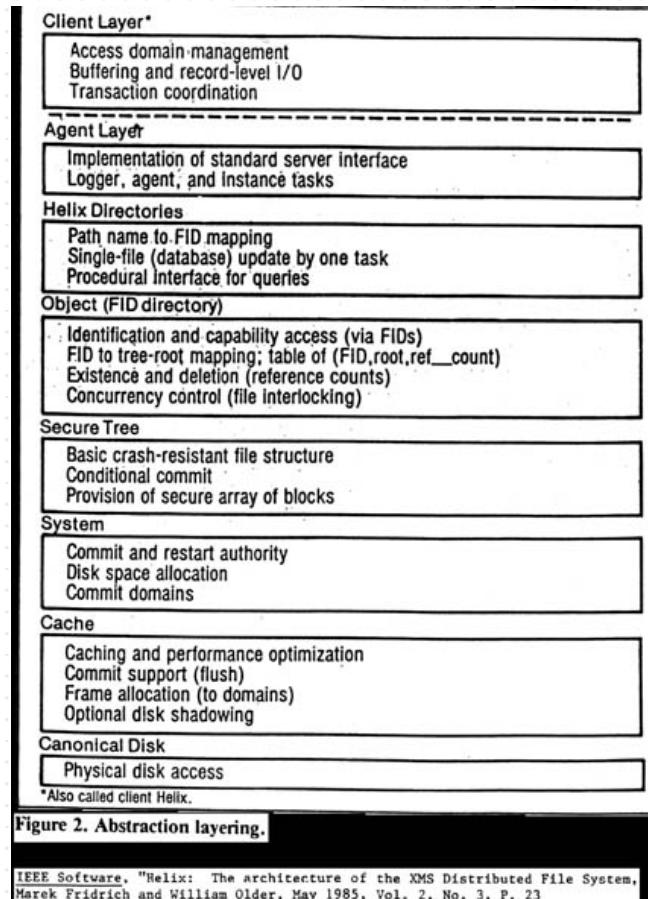 Client Layer*
Access domain management
Buffering and record-level I/O
Transaction coordination
Agent Layer
Implementation of standard server interface
Logger, agent, and instance tasks
Helix Directories
Path name to FID mapping
Single-file (database) update by one task
Procedural interface for queries
Object (FID directory)
Identification and capability access (via FIDs)
FID to tree-root mapping; table of (FID,root,ref__count)
Existence and deletion (reference counts)
Concurrency control (file interlocking)
Secure Tree
Basic crash-resistant file structure
Conditional commit
Provision of secure array of blocks
System
Commit and restart authority
Disk space allocation
Commit domains
Cache
Caching and performance optimization
Commit support (flush)
Frame allocation (to domains)
Optional disk shadowing
Canonical Disk
Physical disk access
*Also called client Helix.
Figure 2. Abstraction layering.
IEEE Software, "Helix: The architecture of the XMS Distributed File System,
Marek Fridrich and William Older, May 1985, Vol. 2, No. 3, P. 23